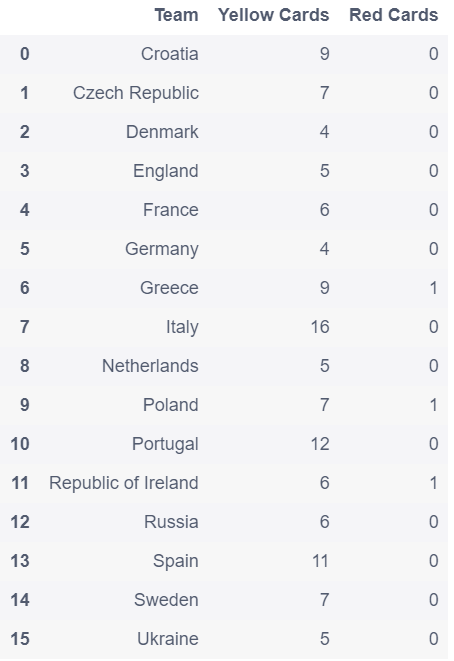 Team Yellow Cards Red Cards
0 Croatia 9 0
1 Czech Republic 7 0
2 Denmark 4 0
3 England 5 0
4 France 6 0
5 Germany 4 0
6 Greece 9 1
7 Italy 16 0
8 Netherlands 5 0
9 Poland 7 1
10 Portugal 12 0
11 Republic of Ireland 6 1
12 Russia 6 0
13 Spain 11 0
14 Sweden 7 0
15 Ukraine 5 0